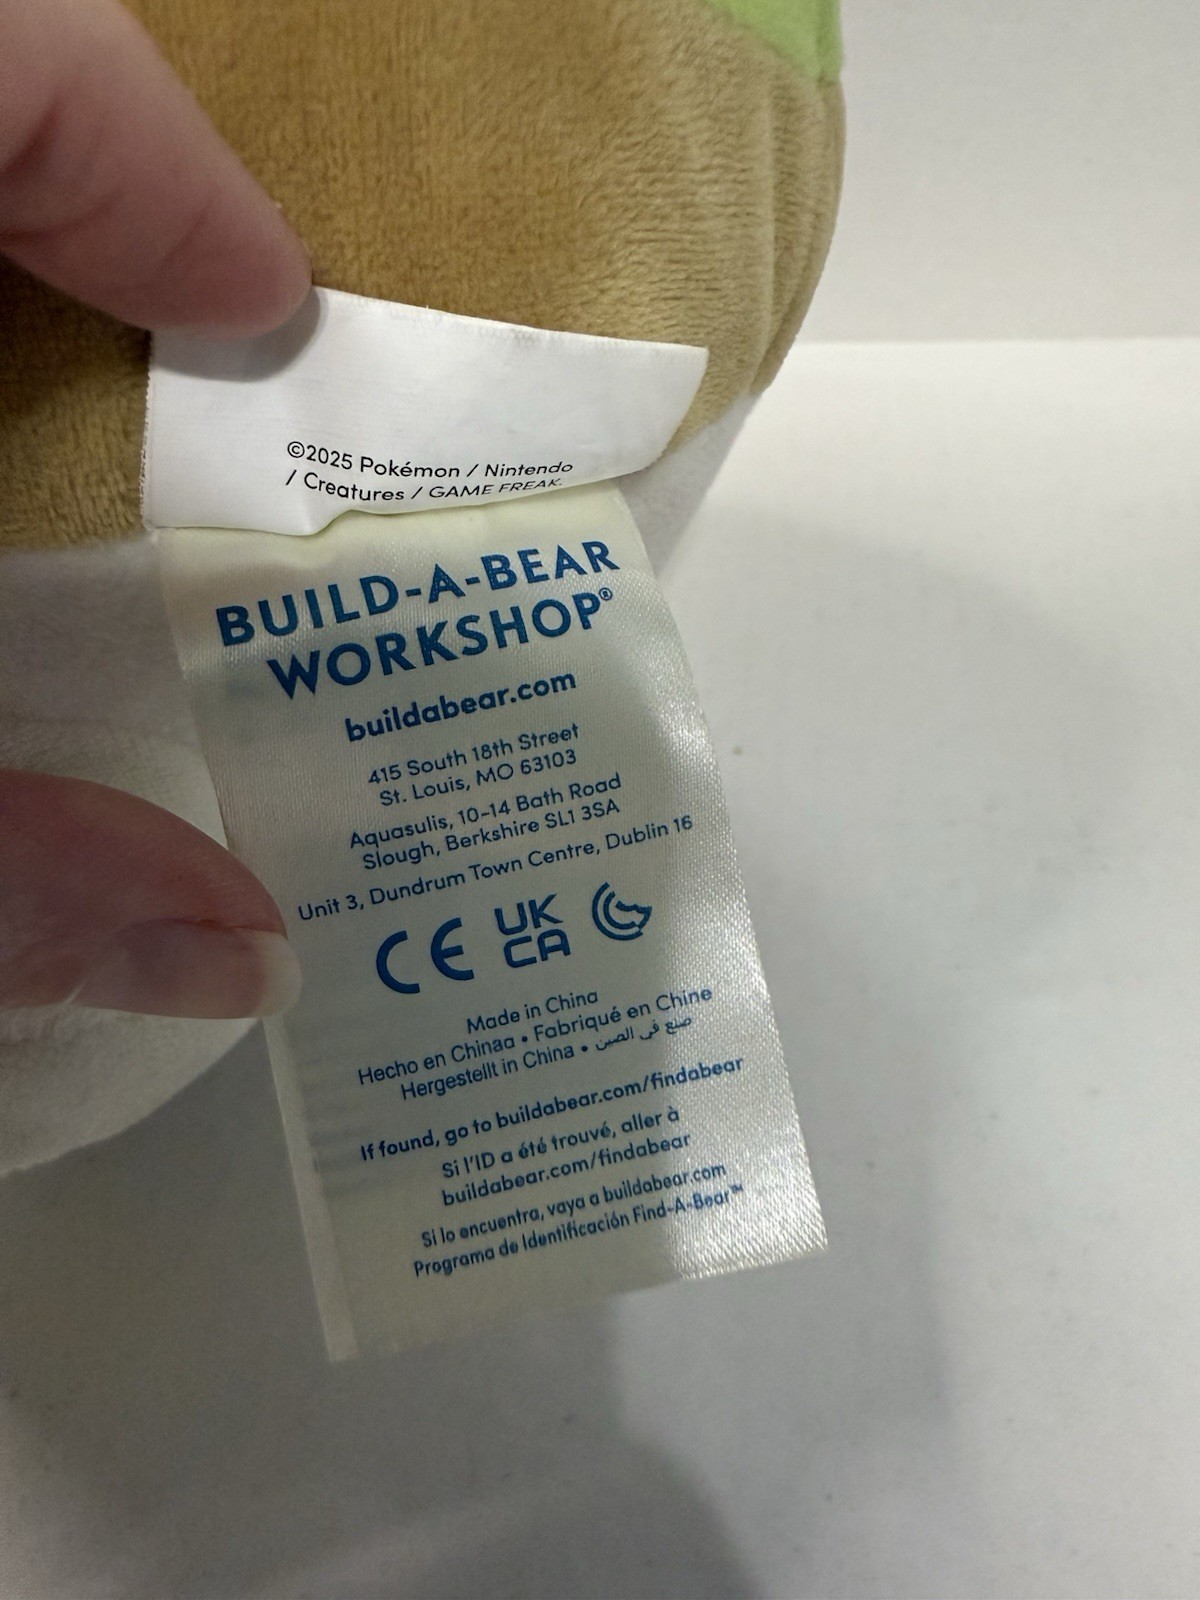 ©2025 Pokémon / Nintendo
/ Creatures / GAME FREAK.
BUILD-A-BEAR
WORKSHOP®
buildabear.com
415 South 18th Street
St. Louis, MO 63103
Aquasulis, 10-14 Bath Road
Slough, Berkshire SL1 3SA
Unit 3, Dundrum Town Centre, Dublin 16
CE UK CA
Made in China
Hecho en Chinaa • Fabriqué en Chine
Hergestellt in China • صنع في الصين
If found, go to buildabear.com/findabear
Si l'ID a été trouvé, aller à
buildabear.com/findabear
Si lo encuentra, vaya a buildabear.com
Programa de Identificación Find-A-Bear™